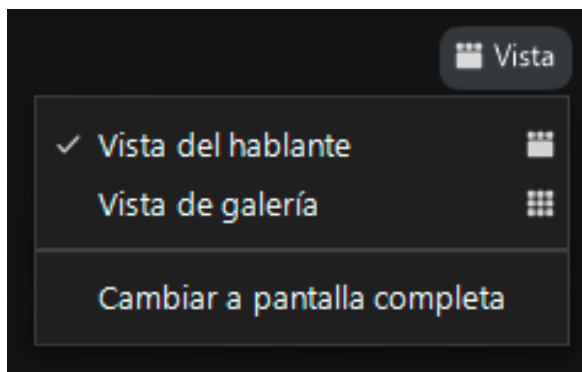 Vista
Vista del hablante
Vista de galería
Cambiar a pantalla completa